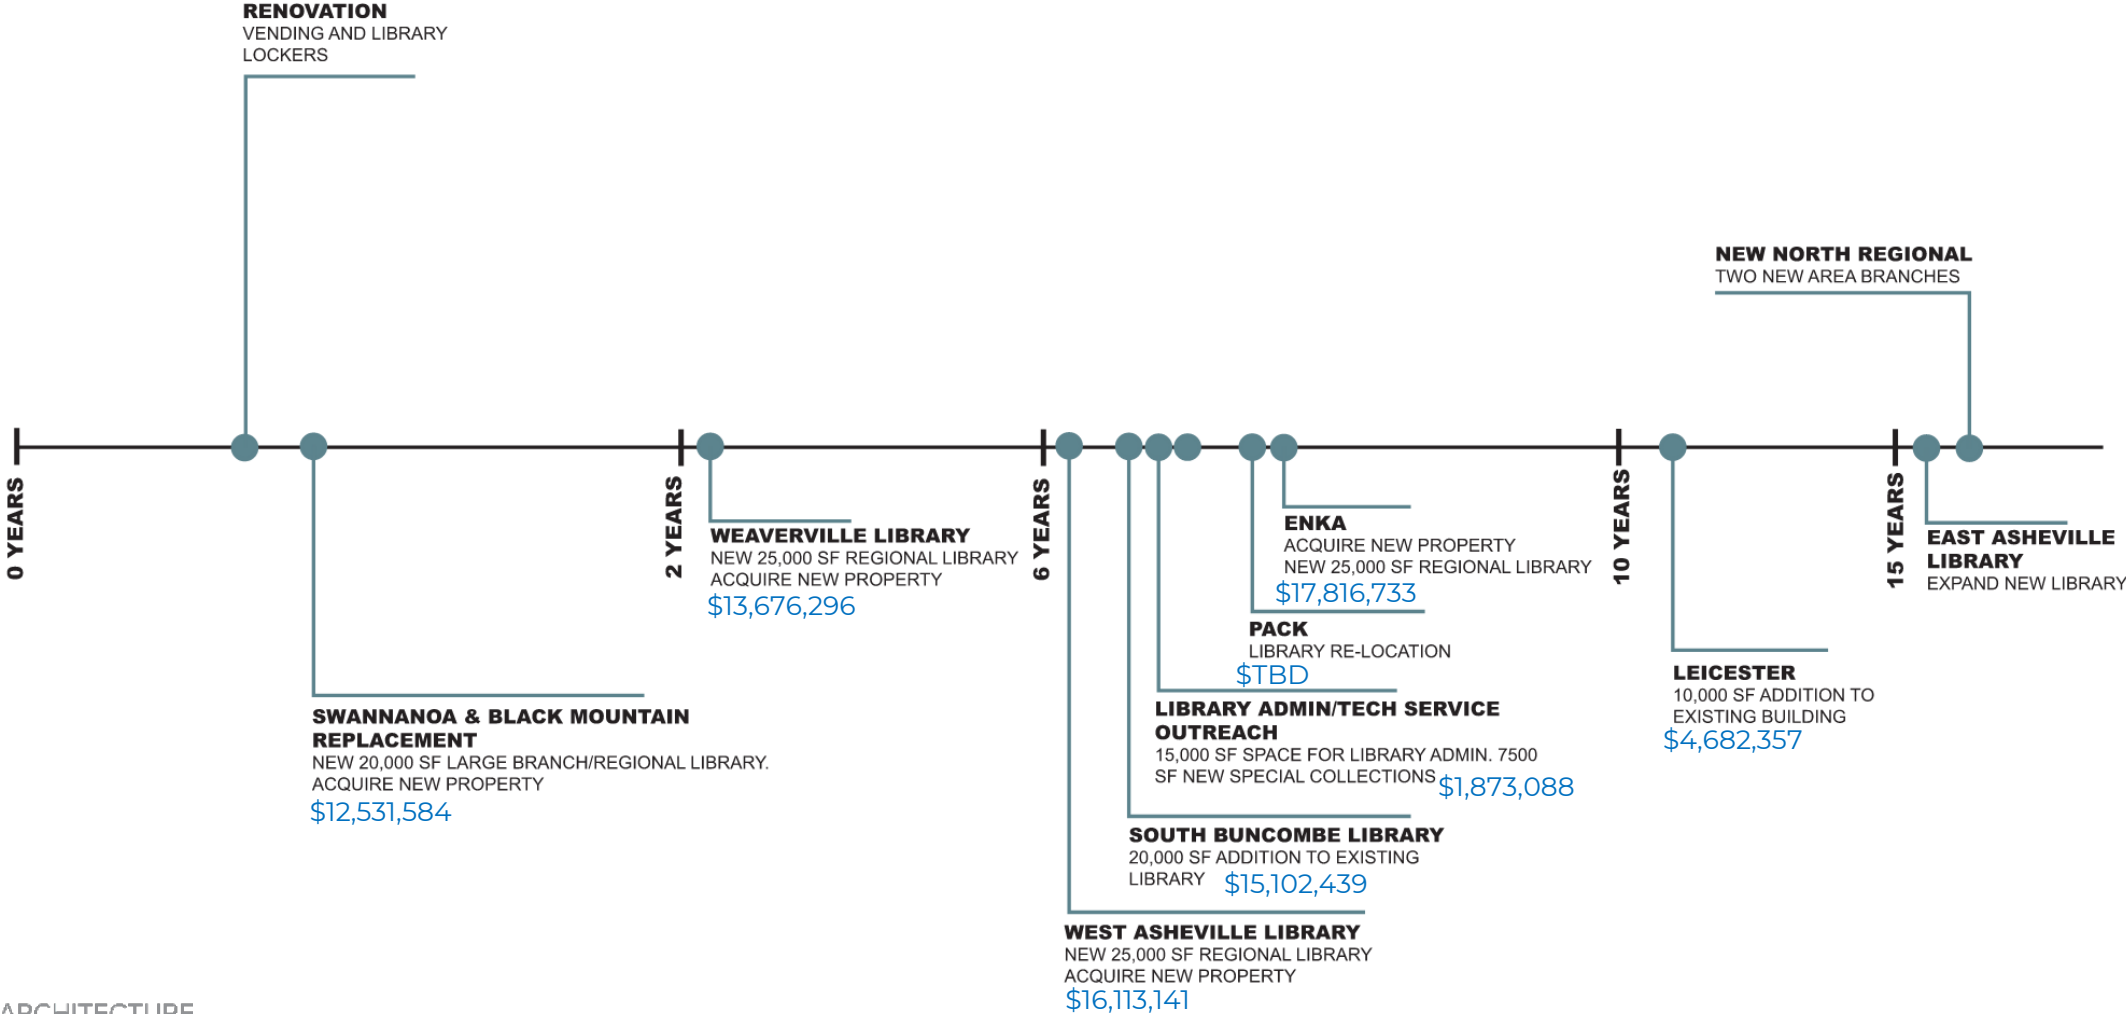 RENOVATION
VENDING AND LIBRARY
LOCKERS
NEW NORTH REGIONAL
TWO NEW AREA BRANCHES
0 YEARS
2 YEARS
6 YEARS
10 YEARS
15 YEARS
SWANNANOA & BLACK MOUNTAIN
REPLACEMENT
NEW 20,000 SF LARGE BRANCH/REGIONAL LIBRARY.
ACQUIRE NEW PROPERTY
$12,531,584
WEAVERVILLE LIBRARY
NEW 25,000 SF REGIONAL LIBRARY
ACQUIRE NEW PROPERTY
$13,676,296
ENKA
ACQUIRE NEW PROPERTY
NEW 25,000 SF REGIONAL LIBRARY
$17,816,733
PACK
LIBRARY RE-LOCATION
$TBD
LIBRARY ADMIN/TECH SERVICE
OUTREACH
15,000 SF SPACE FOR LIBRARY ADMIN. 7500
SF NEW SPECIAL COLLECTIONS $1,873,088
SOUTH BUNCOMBE LIBRARY
20,000 SF ADDITION TO EXISTING
LIBRARY $15,102,439
WEST ASHEVILLE LIBRARY
NEW 25,000 SF REGIONAL LIBRARY
ACQUIRE NEW PROPERTY
$16,113,141
LEICESTER
10,000 SF ADDITION TO
EXISTING BUILDING
$4,682,357
EAST ASHEVILLE
LIBRARY
EXPAND NEW LIBRARY
ARCHITECTURE